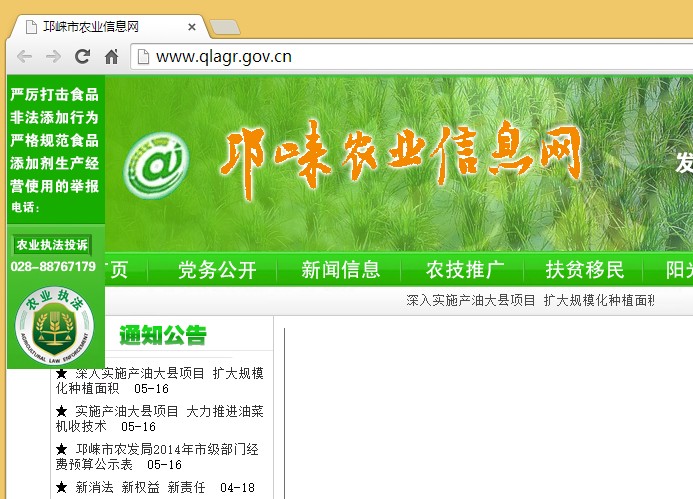 邛崃市农业信息网
www.qlagr.gov.cn
严厉打击食品
非法添加行为
严格规范食品
添加剂生产经
营使用的举报
电话:
农业执法投诉
028-88767179
农业执法
AGRICULTURAL LAW ENFORCEMENT
邛崃农业信息网
发
页 党务公开 新闻信息 农技推广 扶贫移民 阳
深入实施产油大县项目 扩大规模化种植面
通知公告
★ 深入实施产油大县项目 扩大规模
化种植面积 05-16
★ 实施产油大县项目 大力推进油菜
机收技术 05-16
★ 邛崃市农发局2014年市级部门经
费预算公示表 05-16
★ 新消法 新权益 新责任 04-18